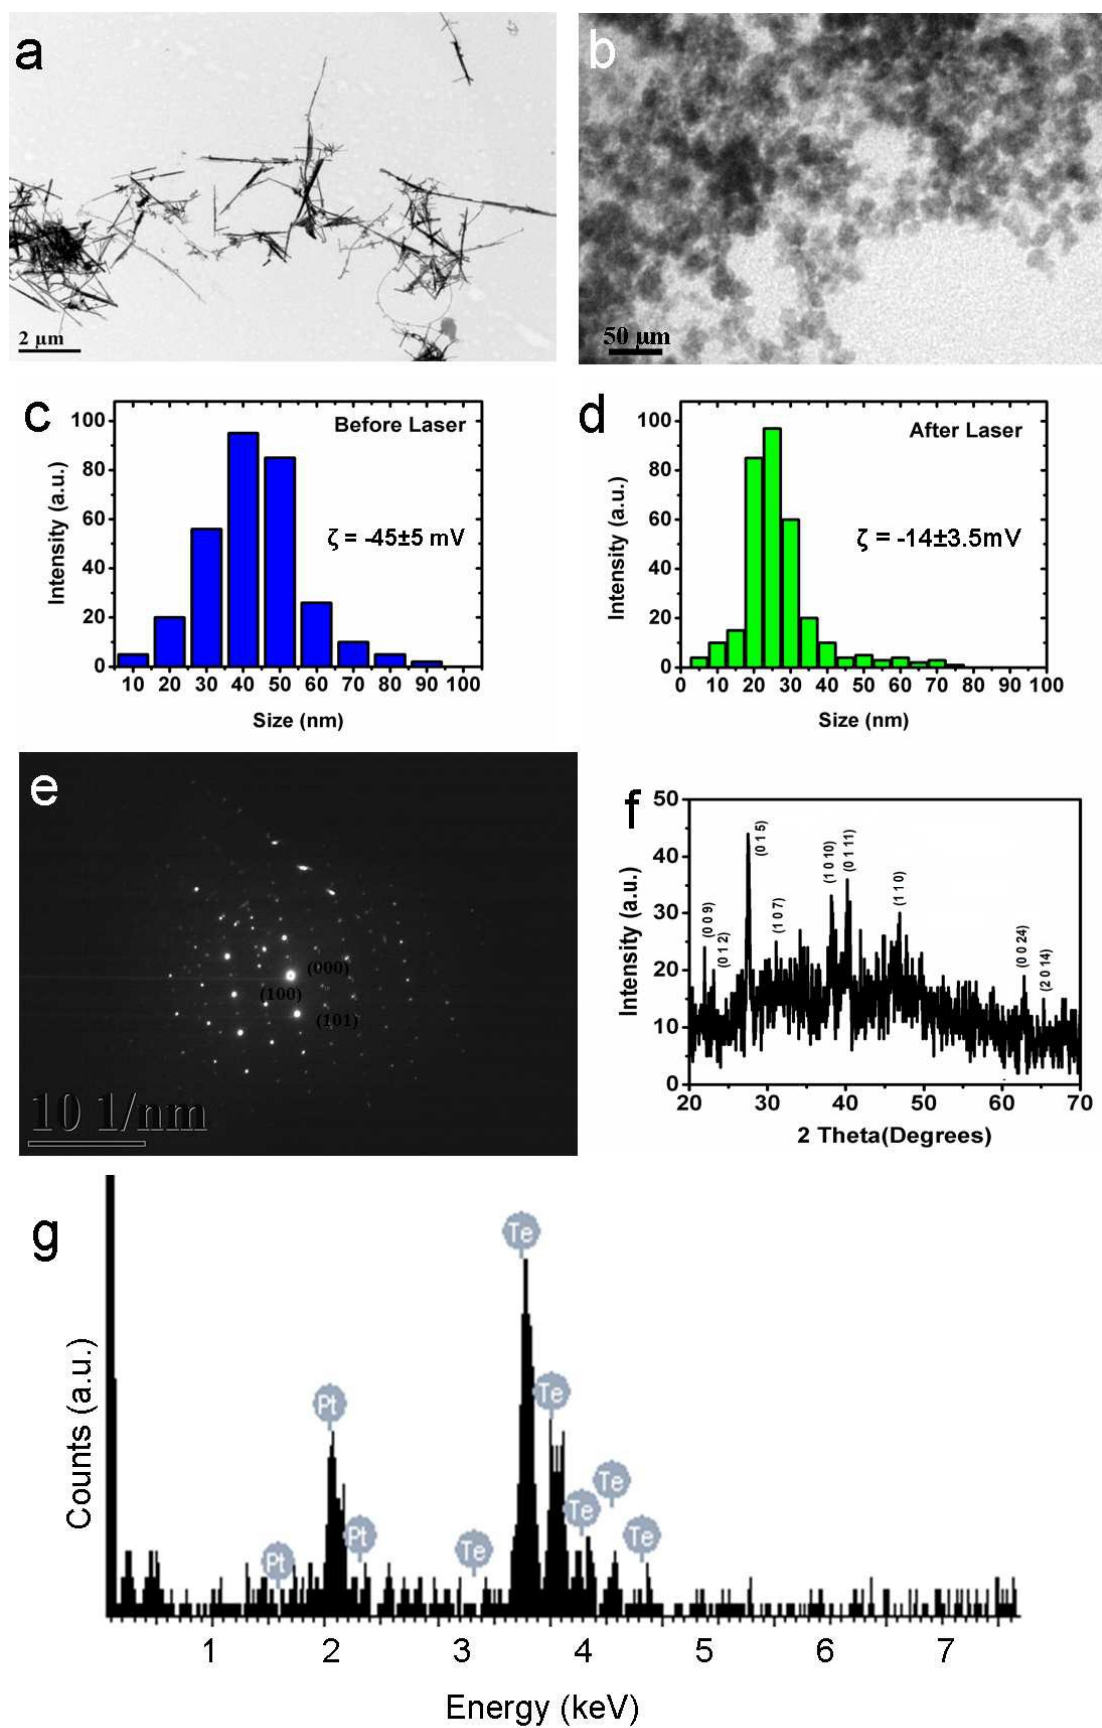 a
2 µm
b
50 µm
c
Before Laser
ζ = -45±5 mV
Intensity (a.u.)
100
80
60
40
20
0
10 20 30 40 50 60 70 80 90 100
Size (nm)
d
After Laser
ζ = -14±3.5mV
Intensity (a.u.)
100
80
60
40
20
0
0 10 20 30 40 50 60 70 80 90 100
Size (nm)
e
(000)
(100)
(101)
10 1/nm
f
Intensity (a.u.)
50
40
30
20
10
0
(0 0 9)
(0 1 2)
(0 1 5)
(1 0 7)
(1 0 10)
(0 1 11)
(1 1 0)
(0 0 24)
(2 0 14)
20 30 40 50 60 70
2 Theta(Degrees)
g
Counts (a.u.)
Te
Te
Pt
Te
Te
Pt
Te
Te
Pt
1 2 3 4 5 6 7
Energy (keV)